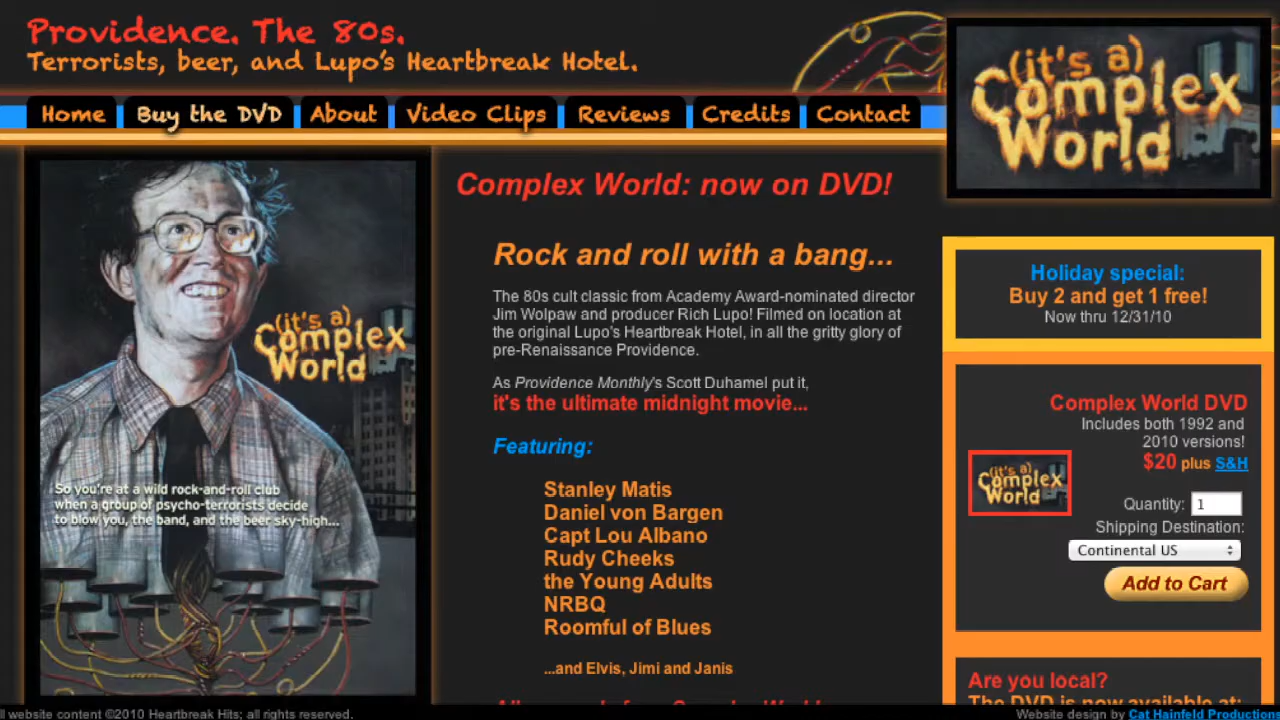 Providence. The 80s.
Terrorists, beer, and Lupo's Heartbreak Hotel.
(it's a)
Complex
World
Home
Buy the DVD
About
Video Clips
Reviews
Credits
Contact
(it's a)
Complex
World
So you're at a wild rock-and-roll club
when a group of psycho-terrorists decide
to blow you, the band, and the beer sky-high...
Complex World: now on DVD!
Rock and roll with a bang...
The 80s cult classic from Academy Award-nominated director
Jim Wolpaw and producer Rich Lupo! Filmed on location at
the original Lupo's Heartbreak Hotel, in all the gritty glory of
pre-Renaissance Providence.
As Providence Monthly's Scott Duhamel put it,
it's the ultimate midnight movie...
Featuring:
Stanley Matis
Daniel von Bargen
Capt Lou Albano
Rudy Cheeks
the Young Adults
NRBQ
Roomful of Blues
...and Elvis, Jimi and Janis
Holiday special:
Buy 2 and get 1 free!
Now thru 12/31/10
Complex World DVD
Includes both 1992 and
2010 versions!
$20 plus S&H
(it's a)
Complex
World
Quantity: 1
Shipping Destination:
Continental US
Add to Cart
Are you local?
The DVD is now available at:
l website content ©2010 Heartbreak Hits; all rights reserved.
Website design by Cat Hainfeld Productions